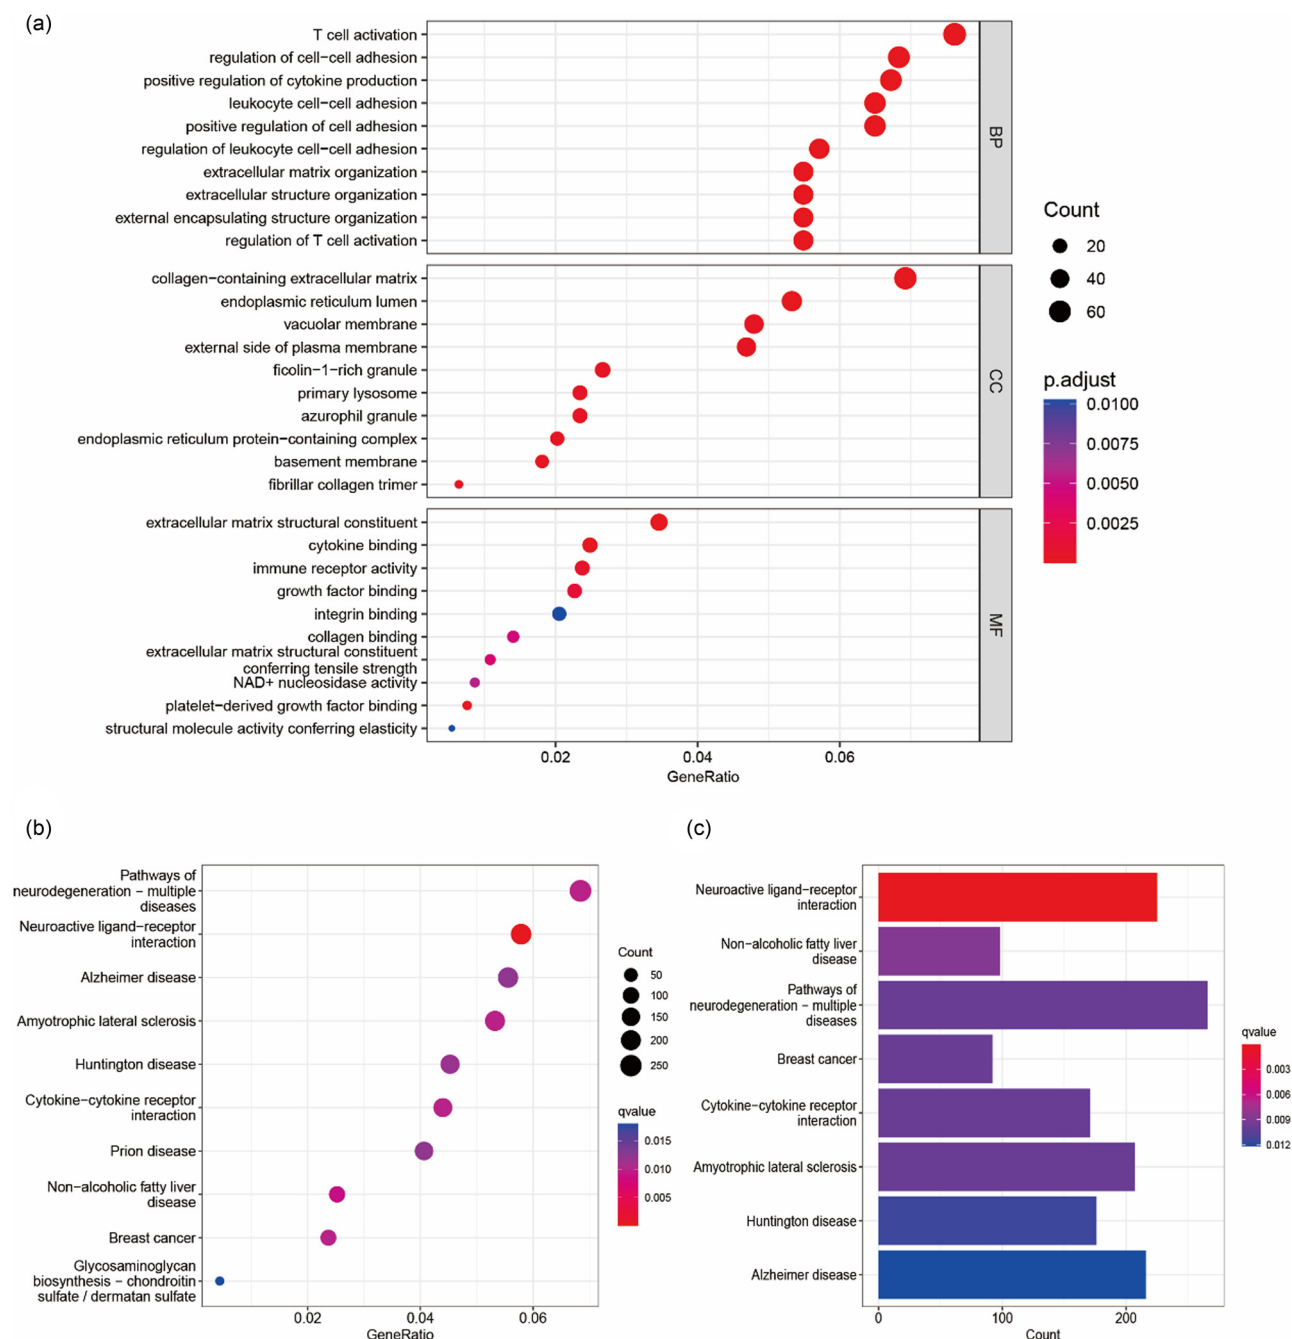 (a)
T cell activation
regulation of cell−cell adhesion
positive regulation of cytokine production
leukocyte cell−cell adhesion
positive regulation of cell adhesion
regulation of leukocyte cell−cell adhesion
extracellular matrix organization
extracellular structure organization
external encapsulating structure organization
regulation of T cell activation
BP
collagen−containing extracellular matrix
endoplasmic reticulum lumen
vacuolar membrane
external side of plasma membrane
ficolin−1−rich granule
primary lysosome
azurophil granule
endoplasmic reticulum protein−containing complex
basement membrane
fibrillar collagen trimer
CC
extracellular matrix structural constituent
cytokine binding
immune receptor activity
growth factor binding
integrin binding
collagen binding
extracellular matrix structural constituent
conferring tensile strength
NAD+ nucleosidase activity
platelet−derived growth factor binding
structural molecule activity conferring elasticity
MF
0.02 0.04 0.06
GeneRatio
Count
20
40
60
p.adjust
0.0100
0.0075
0.0050
0.0025
(b)
Pathways of
neurodegeneration − multiple
diseases
Neuroactive ligand−receptor
interaction
Alzheimer disease
Amyotrophic lateral sclerosis
Huntington disease
Cytokine−cytokine receptor
interaction
Prion disease
Non−alcoholic fatty liver
disease
Breast cancer
Glycosaminoglycan
biosynthesis − chondroitin
sulfate / dermatan sulfate
0.02 0.04 0.06
GeneRatio
Count
50
100
150
200
250
qvalue
0.015
0.010
0.005
(c)
Neuroactive ligand−receptor
interaction
Non−alcoholic fatty liver
disease
Pathways of
neurodegeneration − multiple
diseases
Breast cancer
Cytokine−cytokine receptor
interaction
Amyotrophic lateral sclerosis
Huntington disease
Alzheimer disease
0 100 200
Count
qvalue
0.003
0.006
0.009
0.012